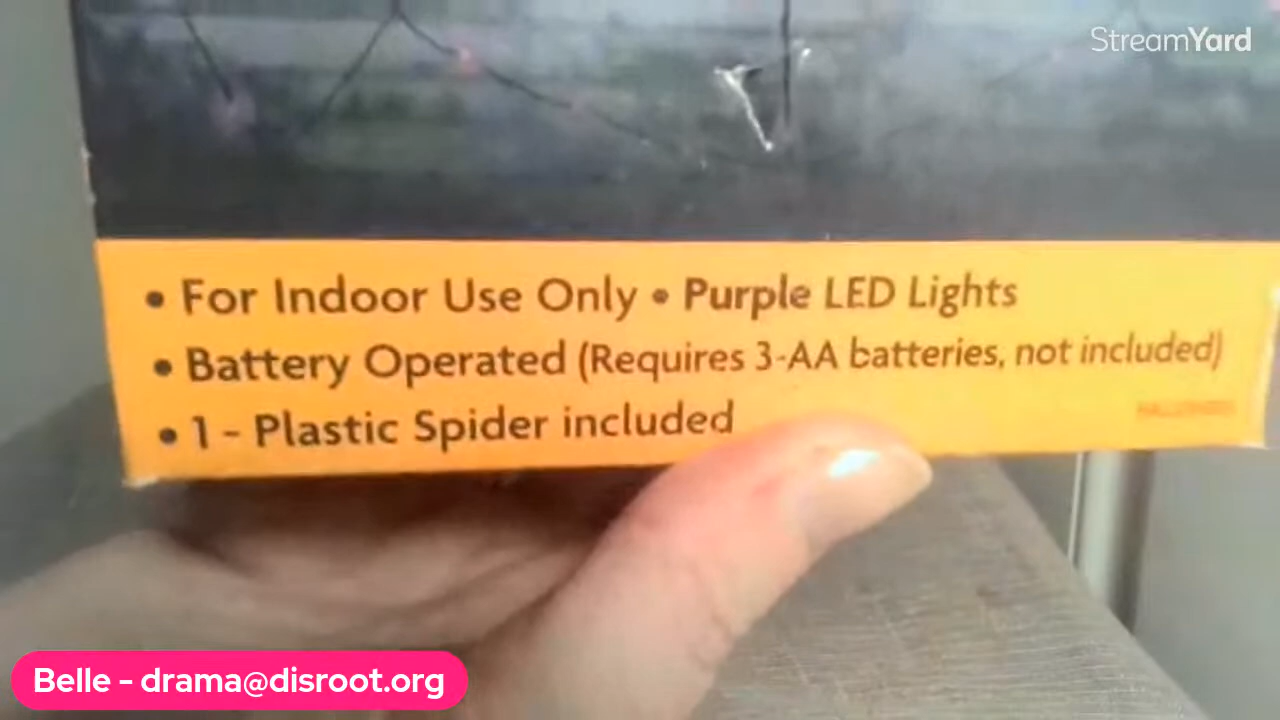 StreamYard
• For Indoor Use Only • Purple LED Lights
• Battery Operated (Requires 3-AA batteries, not included)
• 1 - Plastic Spider included
Belle - drama@disroot.org